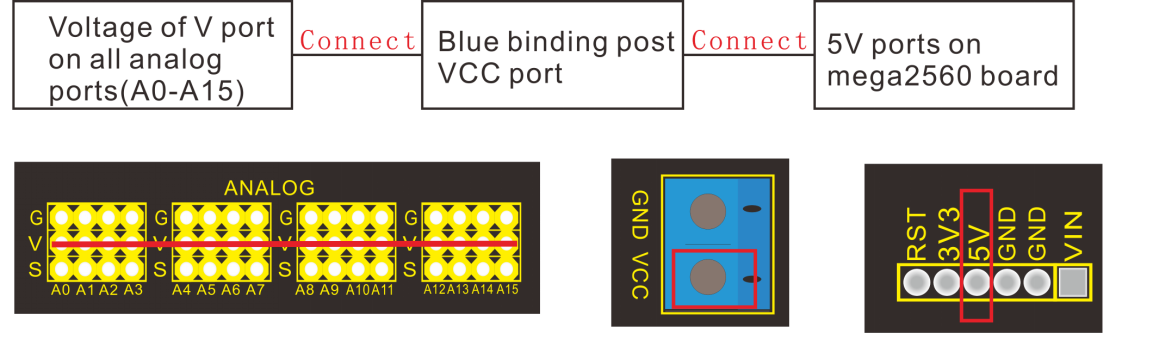 Voltage of V port
on all analog
ports(A0-A15)
Connect
Blue binding post
VCC port
Connect
5V ports on
mega2560 board
ANALOG
G G G G
V V V V
S S S S
A0 A1 A2 A3 A4 A5 A6 A7 A8 A9 A10 A11 A12 A13 A14 A15
GND VCC
RST
3V3
5V
GND
GND
VIN